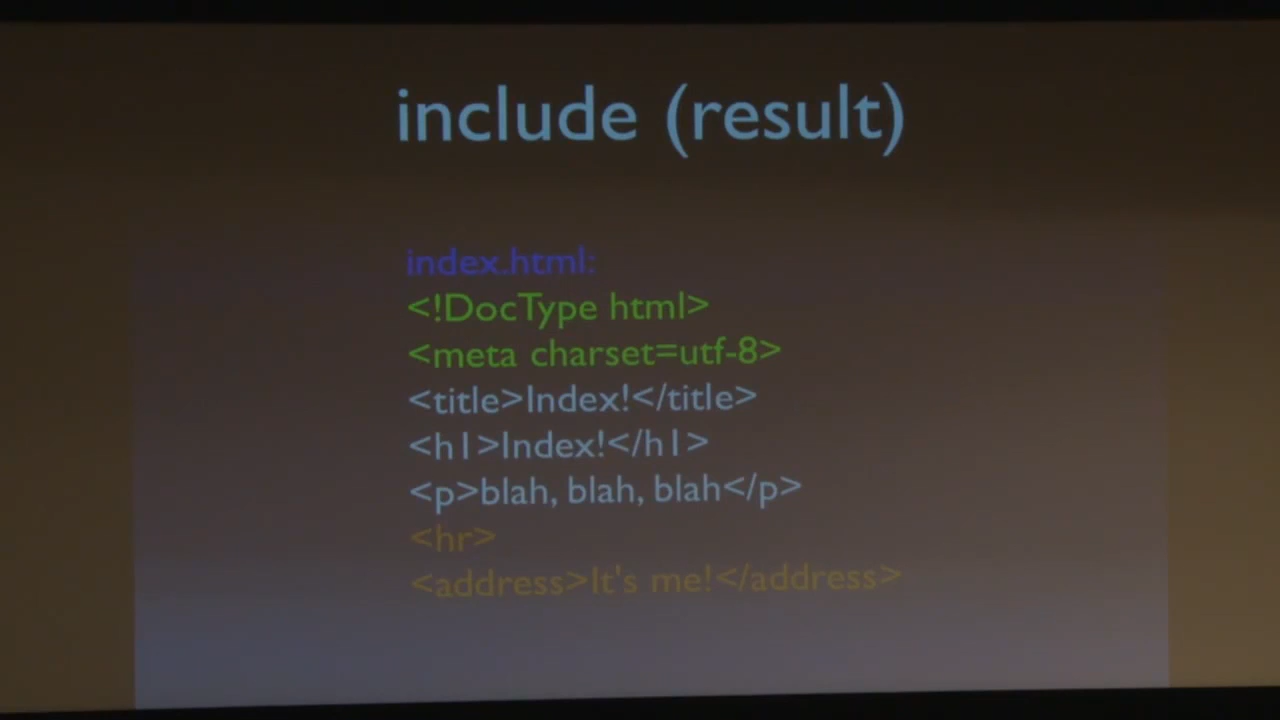 include (result)
index.html:
<!DocType html>
<meta charset=utf-8>
<title>Index!</title>
<h1>Index!</h1>
<p>blah, blah, blah</p>
<hr>
<address>It's me!</address>